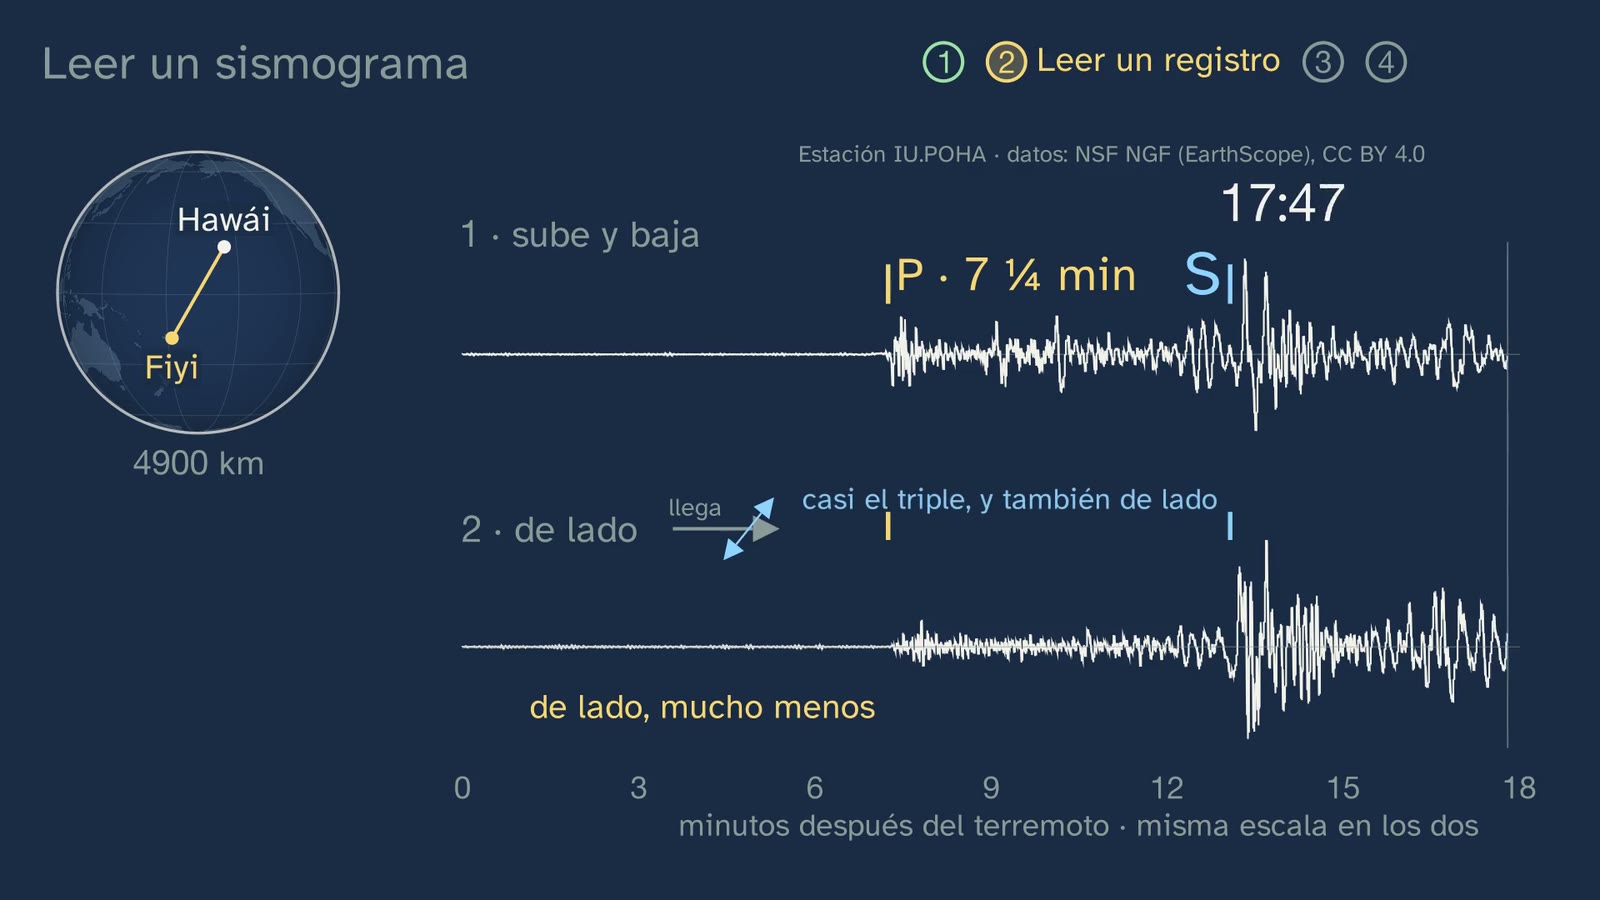 Leer un sismograma
1 2 Leer un registro 3 4
Estación IU.POHA · datos: NSF NGF (EarthScope), CC BY 4.0
17:47
Hawái
Fiyi
4900 km
1 · sube y baja
P · 7 ¼ min
S
2 · de lado
llega
casi el triple, y también de lado
de lado, mucho menos
0 3 6 9 12 15 18
minutos después del terremoto · misma escala en los dos